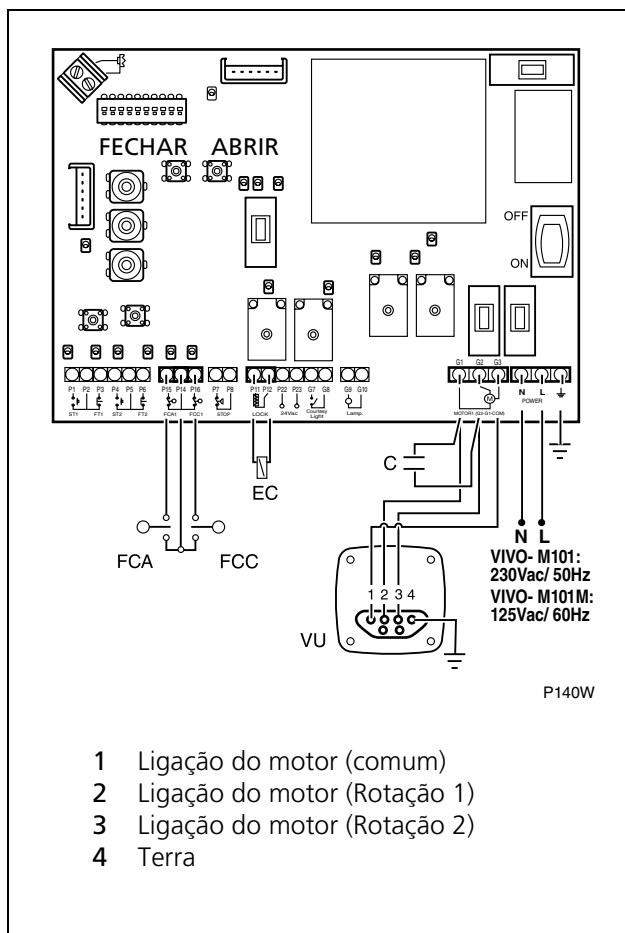 FECHAR ABRIR
OFF
ON
P1 P2 P3 P4 P5 P6 P15 P14 P16 P7 P8 P11 P12 P22 P23 G7 G8 G9 G10 G1 G2 G3
ST1 FT1 ST2 FT2 FCA1 FCC1 STOP LOCK 24Vac Courtesy Light Lamp. M MOTOR1 (G2-G1-COM) N L POWER
C
EC
FCA FCC
N L
VIVO- M101:
230Vac/ 50Hz
VIVO- M101M:
125Vac/ 60Hz
1 2 3 4
VU
P140W
1 Ligação do motor (comum)
2 Ligação do motor (Rotação 1)
3 Ligação do motor (Rotação 2)
4 Terra